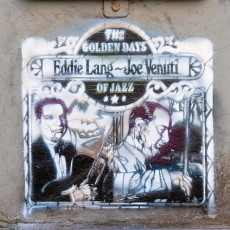 THE
GOLDEN DAYS
Eddie Lang~Joe Venuti
OF JAZZ